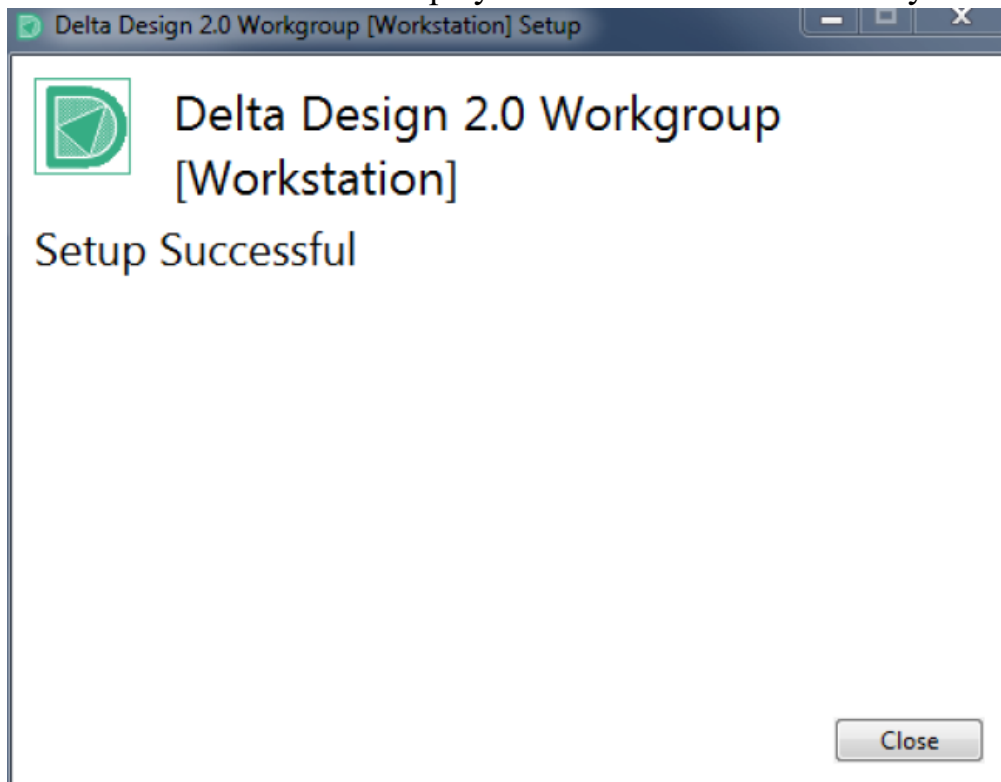 Delta Design 2.0 Workgroup [Workstation] Setup
Delta Design 2.0 Workgroup
[Workstation]
Setup Successful
Close